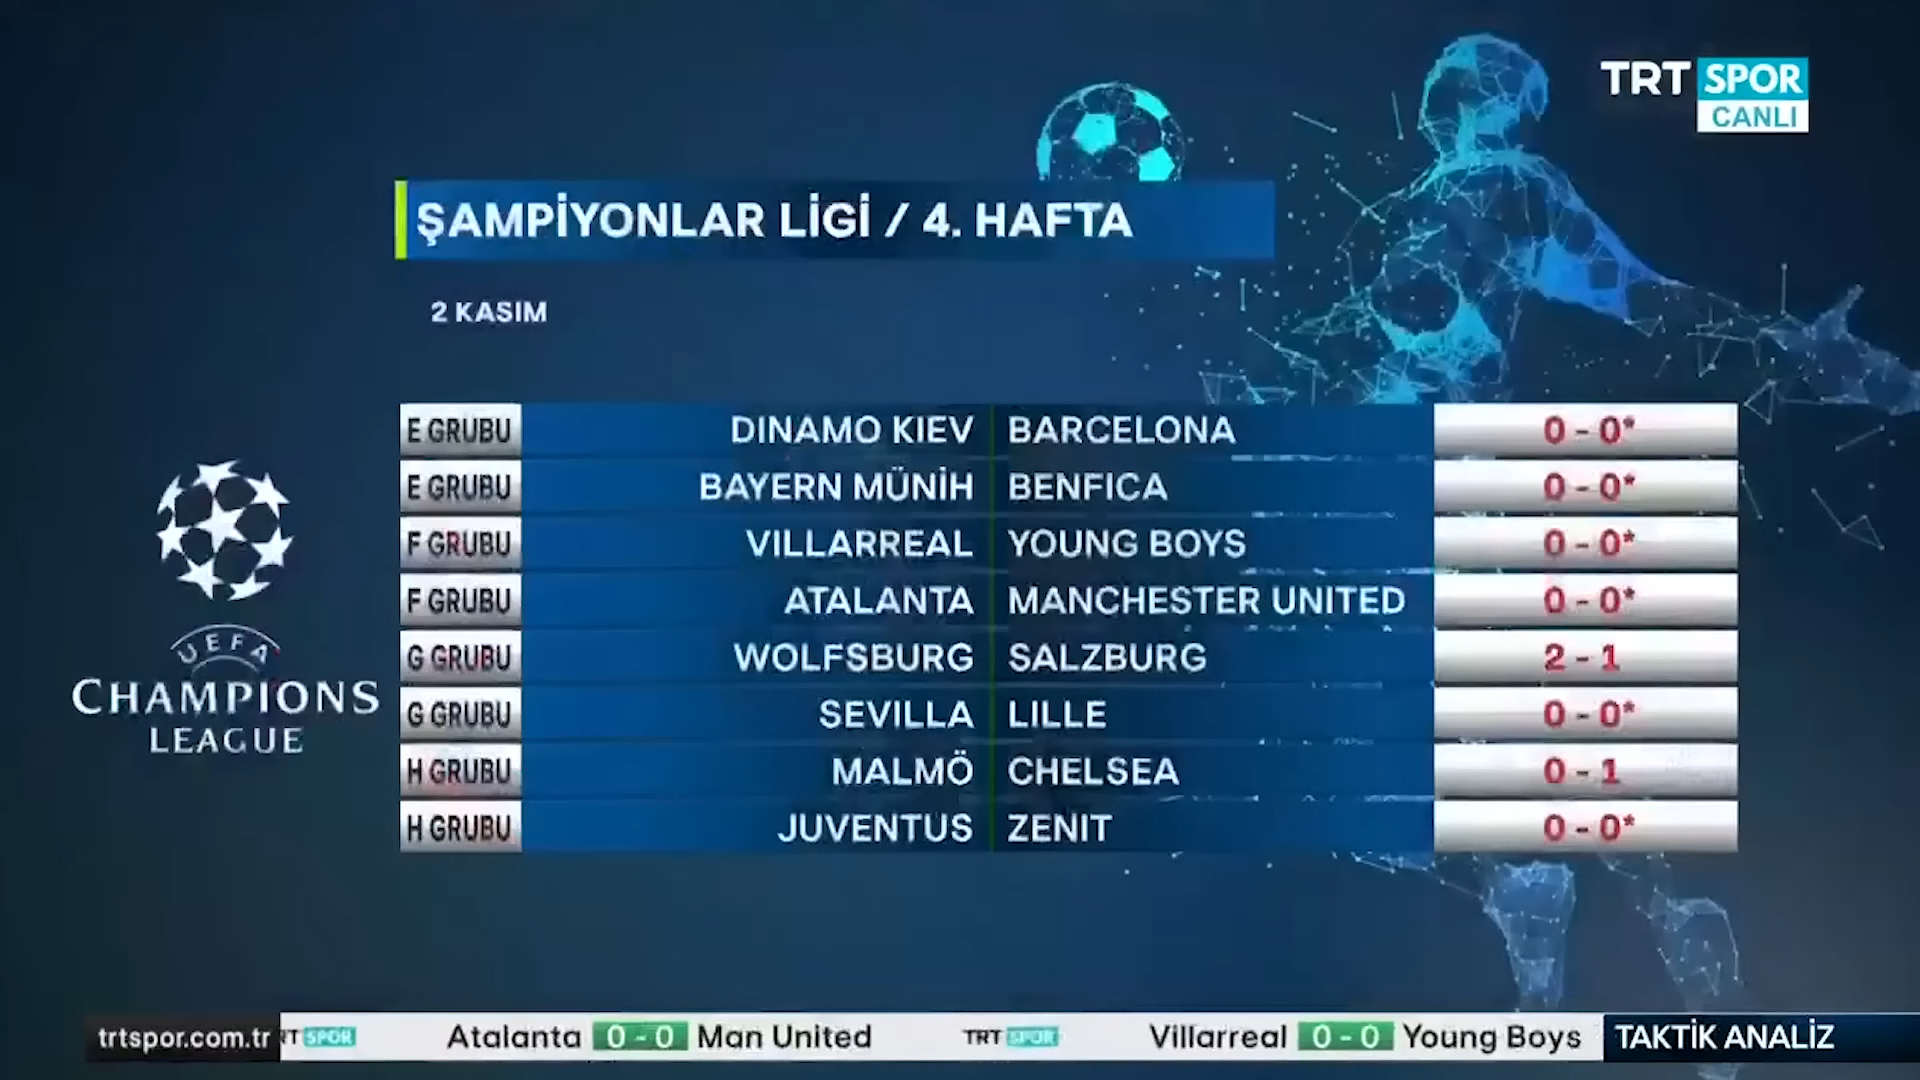 TRT SPOR
CANLI
ŞAMPİYONLAR LİGİ / 4. HAFTA
2 KASIM
E GRUBU DINAMO KIEV BARCELONA 0 - 0*
E GRUBU BAYERN MÜNİH BENFICA 0 - 0*
F GRUBU VILLARREAL YOUNG BOYS 0 - 0*
F GRUBU ATALANTA MANCHESTER UNITED 0 - 0*
G GRUBU WOLFSBURG SALZBURG 2 - 1
G GRUBU SEVILLA LILLE 0 - 0*
H GRUBU MALMÖ CHELSEA 0 - 1
H GRUBU JUVENTUS ZENIT 0 - 0*
UEFA
CHAMPIONS
LEAGUE
trtspor.com.tr RT SPOR Atalanta 0 - 0 Man United TRT SPOR Villarreal 0 - 0 Young Boys TAKTİK ANALİZ